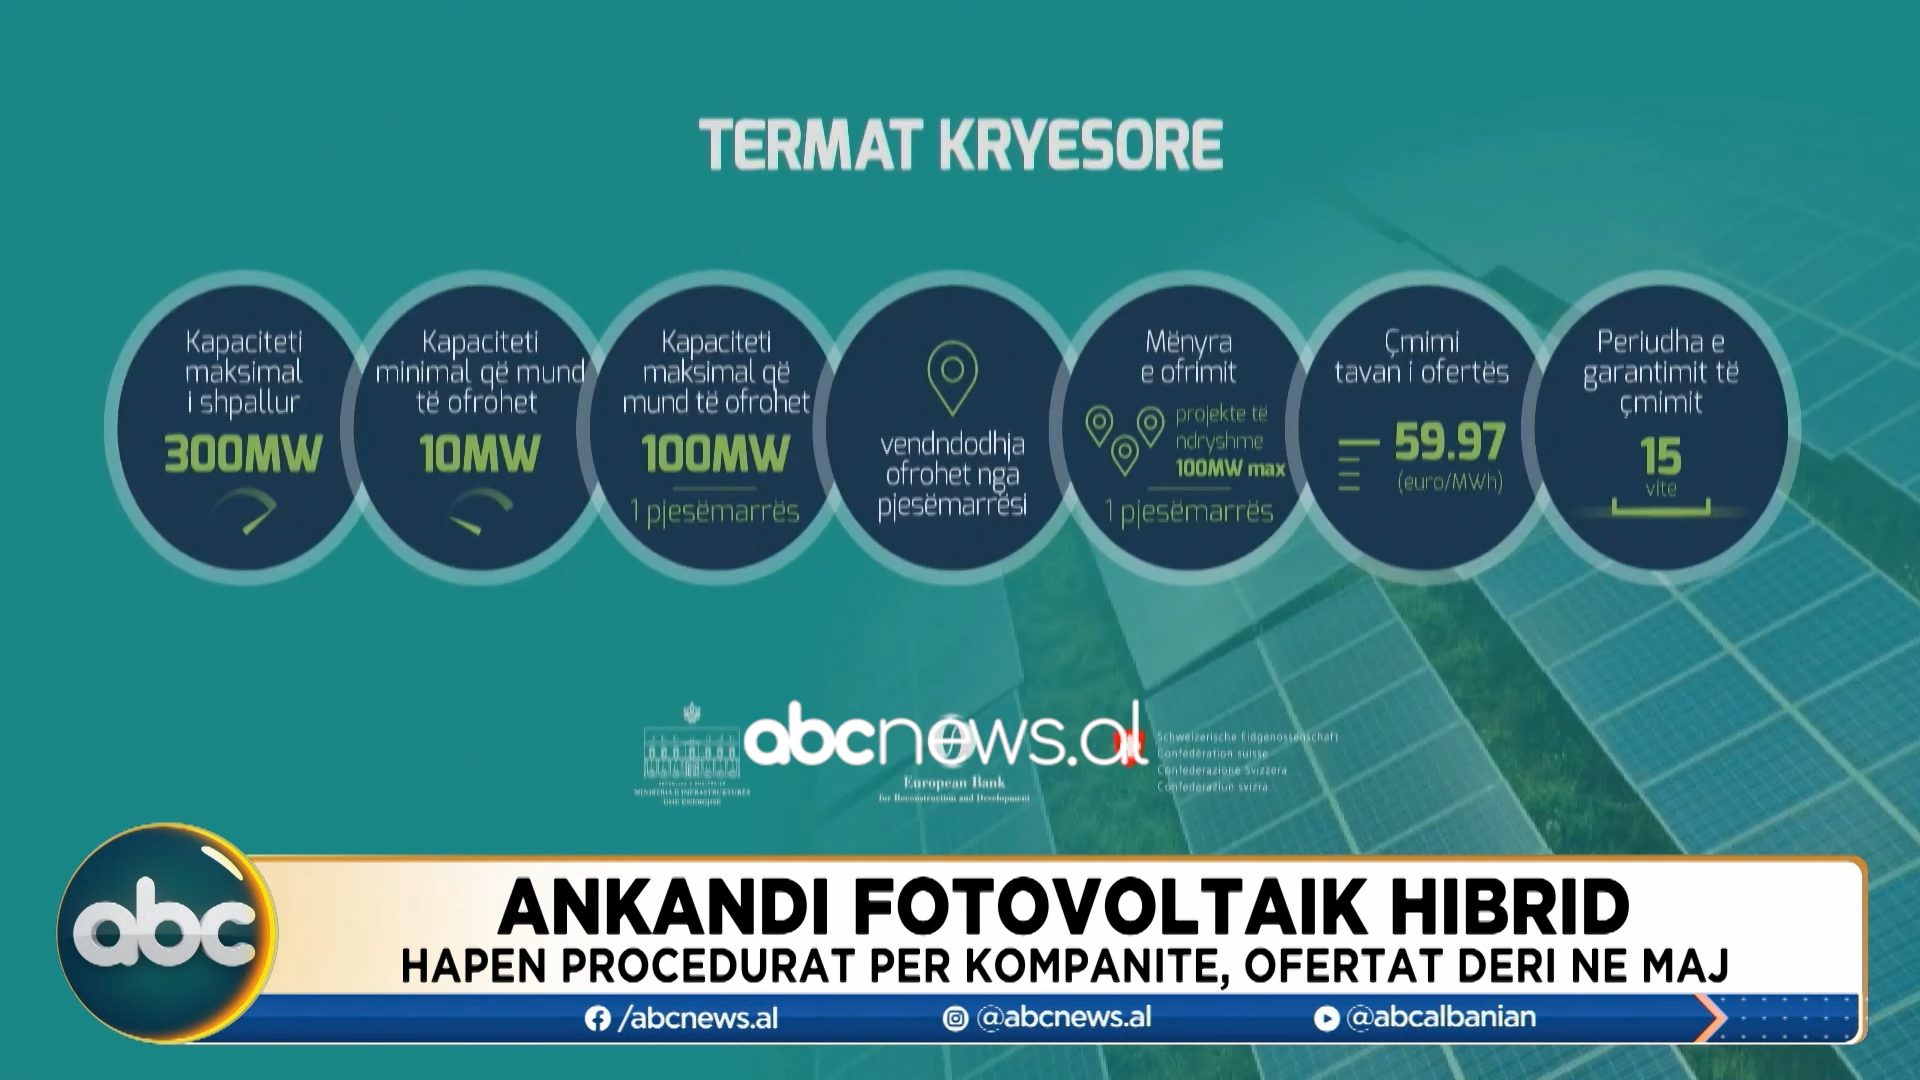 TERMAT KRYESORE
Kapaciteti
maksimal
i shpallur
300MW
Kapaciteti
minimal që mund
të ofrohet
10MW
Kapaciteti
maksimal që
mund të ofrohet
100MW
1 pjesëmarrës
vendndodhja
ofrohet nga
pjesëmarrësi
Mënyra
e ofrimit
projekte të
ndryshme
100MW max
1 pjesëmarrës
Çmimi
tavan i ofertës
59.97
(euro/MWh)
Periudha e
garantimit të
çmimit
15
vite
abcnews.al
MINISTRIA E INFRASTRUKTURËS
DHE ENERGJISË
European Bank
for Reconstruction and Development
Schweizerische Eidgenossenschaft
Confédération suisse
Confederazione Svizzera
Confederaziun svizra
abc
ANKANDI FOTOVOLTAIK HIBRID
HAPEN PROCEDURAT PER KOMPANITE, OFERTAT DERI NE MAJ
/abcnews.al
@abcnews.al
@abcalbanian